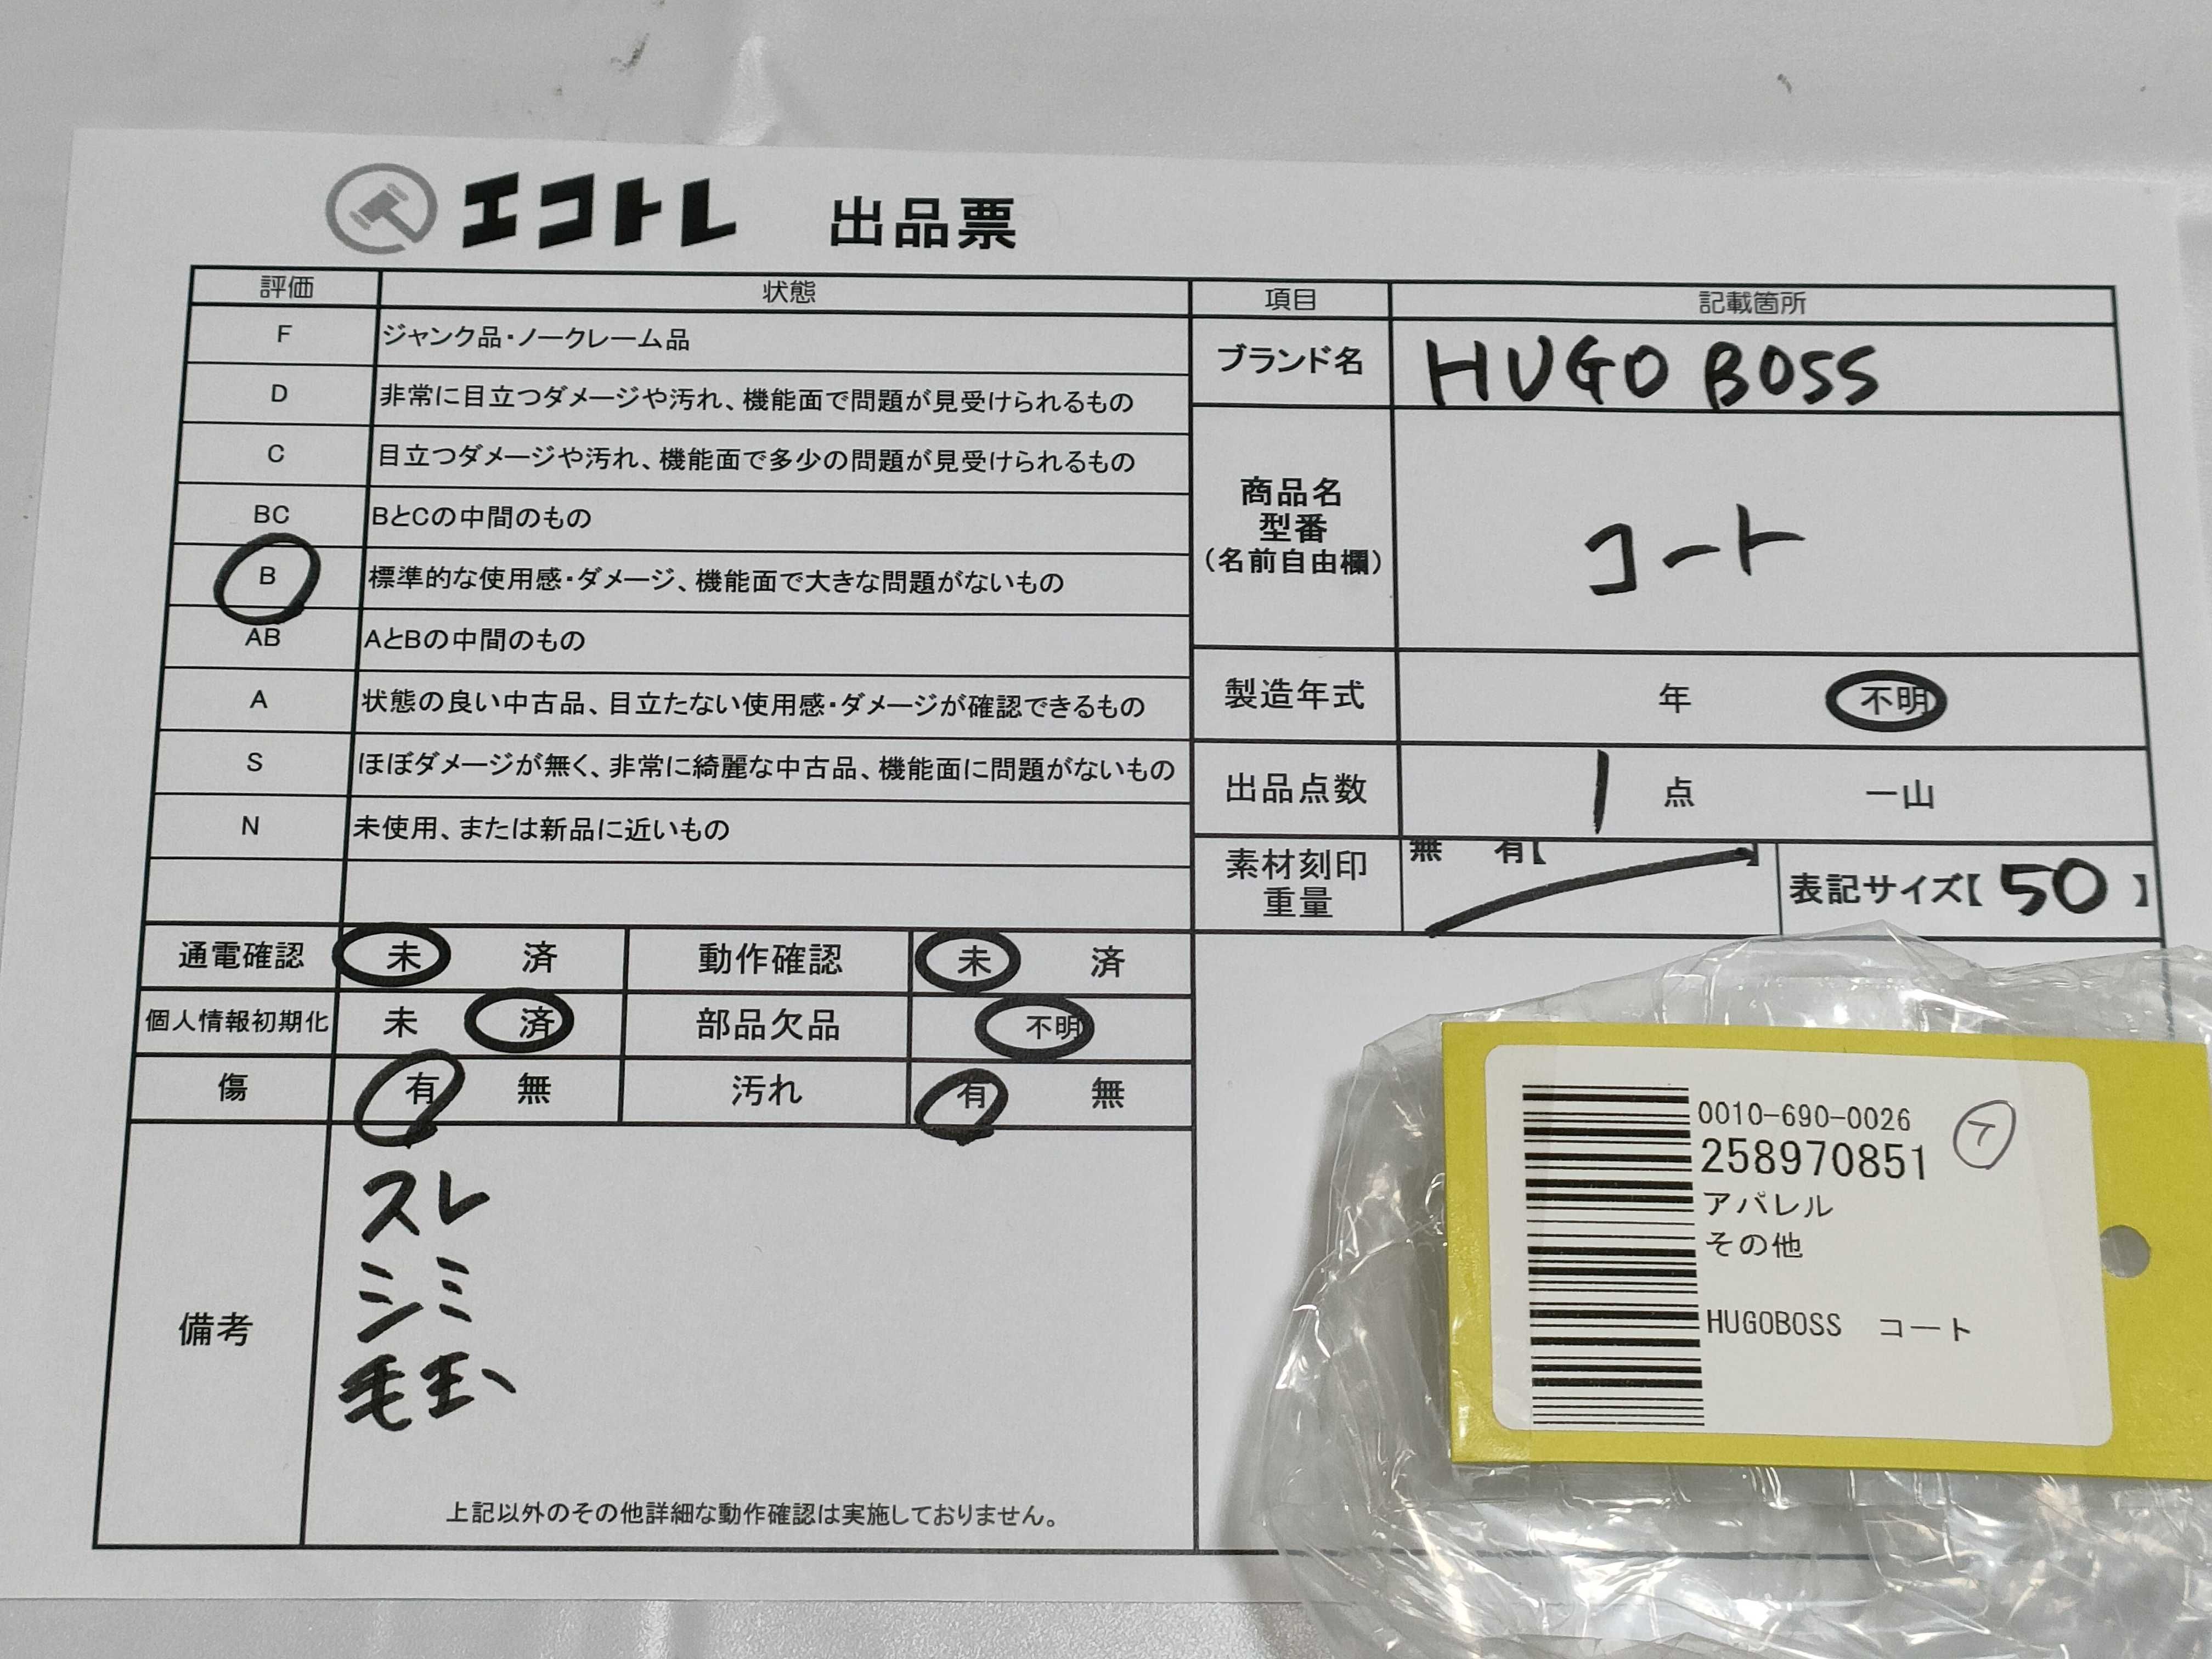 エコトレ 出品票
評価 状態
F ジャンク品・ノークレーム品
D 非常に目立つダメージや汚れ、機能面で問題が見受けられるもの
C 目立つダメージや汚れ、機能面で多少の問題が見受けられるもの
BC BとCの中間のもの
B 標準的な使用感・ダメージ、機能面で大きな問題がないもの
AB AとBの中間のもの
A 状態の良い中古品、目立たない使用感・ダメージが確認できるもの
S ほぼダメージが無く、非常に綺麗な中古品、機能面に問題がないもの
N 未使用、または新品に近いもの
項目 記載箇所
ブランド名 HUGO BOSS
商品名
型番
(名前自由欄)
コート
製造年式 年 不明
出品点数 1 点 一山
素材刻印
重量
無 有【 】
表記サイズ【 50 】
通電確認 未 済 動作確認 未 済
個人情報初期化 未 済 部品欠品 不明
傷 有 無 汚れ 有 無
備考
スレ
シミ
毛玉
上記以外のその他詳細な動作確認は実施しておりません。
0010-690-0026
258970851
アパレル
その他
HUGOBOSS コート